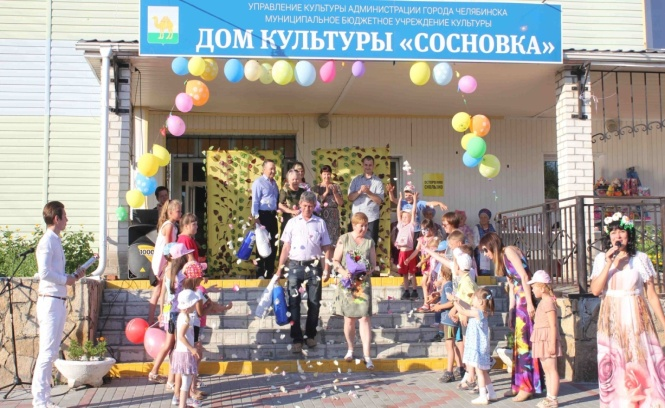 УПРАВЛЕНИЕ КУЛЬТУРЫ АДМИНИСТРАЦИИ ГОРОДА ЧЕЛЯБИНСКА
МУНИЦИПАЛЬНОЕ БЮДЖЕТНОЕ УЧРЕЖДЕНИЕ КУЛЬТУРЫ
ДОМ КУЛЬТУРЫ «СОСНОВКА»